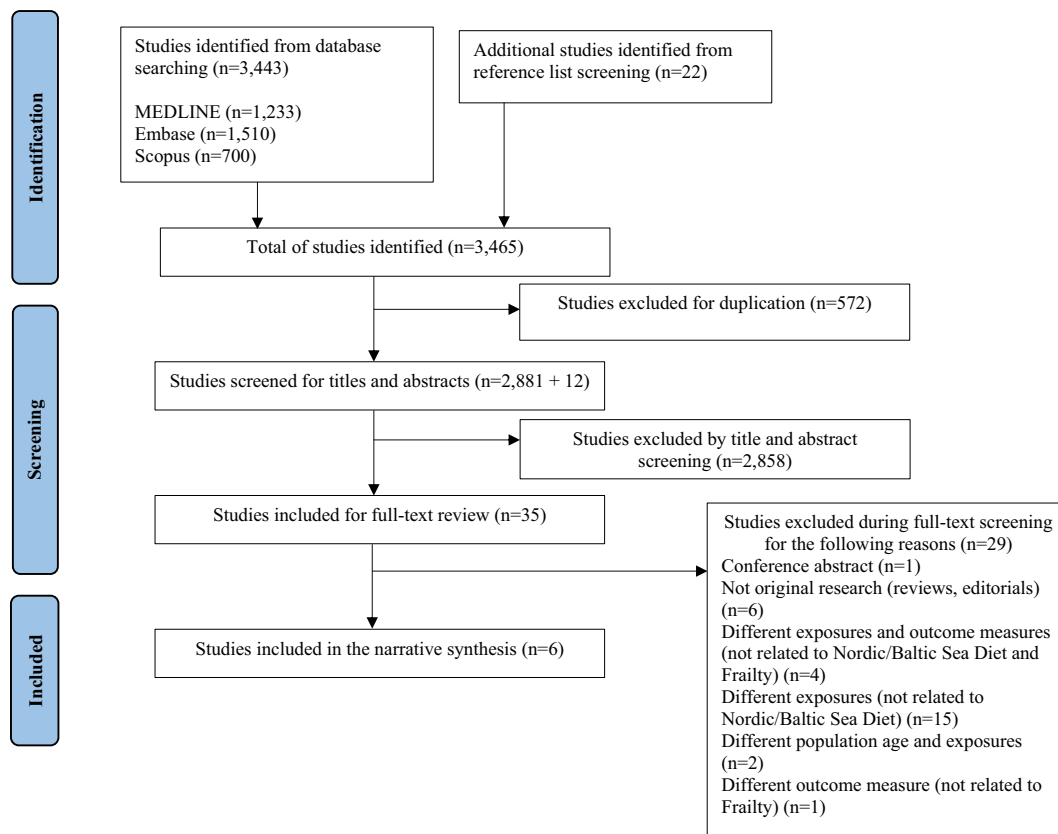 Identification
Studies identified from database
searching (n=3,443)
MEDLINE (n=1,233)
Embase (n=1,510)
Scopus (n=700)
Additional studies identified from
reference list screening (n=22)
Total of studies identified (n=3,465)
Studies excluded for duplication (n=572)
Screening
Studies screened for titles and abstracts (n=2,881 + 12)
Studies excluded by title and abstract
screening (n=2,858)
Studies included for full-text review (n=35)
Studies excluded during full-text screening
for the following reasons (n=29)
Conference abstract (n=1)
Not original research (reviews, editorials)
(n=6)
Different exposures and outcome measures
(not related to Nordic/Baltic Sea Diet and
Frailty) (n=4)
Different exposures (not related to
Nordic/Baltic Sea Diet) (n=15)
Different population age and exposures
(n=2)
Different outcome measure (not related to
Frailty) (n=1)
Included
Studies included in the narrative synthesis (n=6)